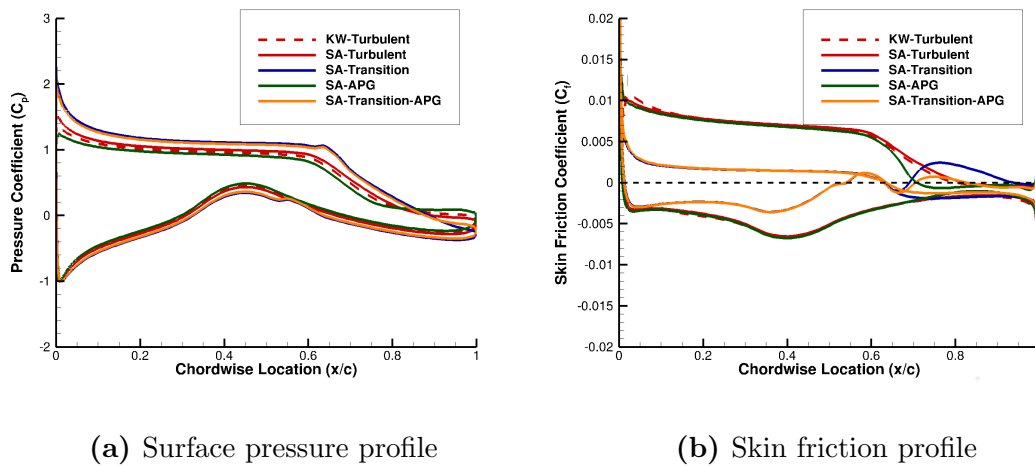 3
2
1
0
-1
-2
0
0.2
0.4
0.6
0.8
1
Pressure Coefficient (Cp)
Chordwise Location (x/c)
KW-Turbulent
SA-Turbulent
SA-Transition
SA-APG
SA-Transition-APG
(a) Surface pressure profile
0.02
0.015
0.01
0.005
0
-0.005
-0.01
-0.015
-0.02
0
0.2
0.4
0.6
0.8
Skin Friction Coefficient (Cf)
Chordwise Location (x/c)
KW-Turbulent
SA-Turbulent
SA-Transition
SA-APG
SA-Transition-APG
(b) Skin friction profile